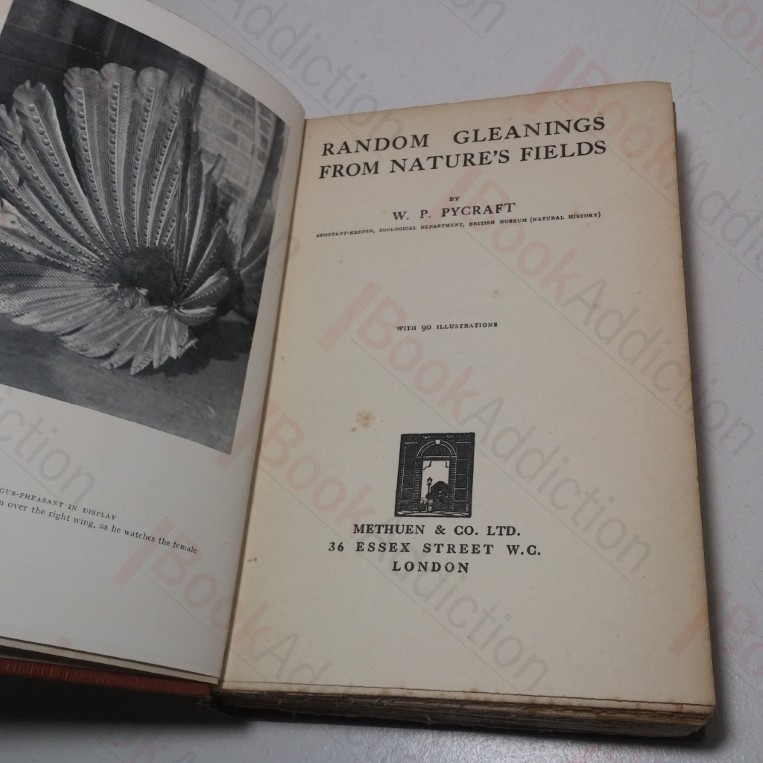 GUS-PHEASANT IN DISPLAY
over the right wing, as he watches the female
RANDOM GLEANINGS
FROM NATURE'S FIELDS
BY
W. P. PYCRAFT
ASSISTANT-KEEPER, ZOOLOGICAL DEPARTMENT, BRITISH MUSEUM (NATURAL HISTORY)
WITH 90 ILLUSTRATIONS
METHUEN & CO. LTD.
36 ESSEX STREET W.C.
LONDON
BookAddiction